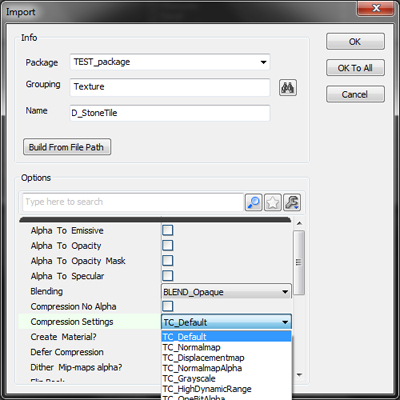 Import
Info
OK
Package TEST_package
OK To All
Grouping Texture
Cancel
Name D_StoneTile
Build From File Path
Options
Type here to search
Alpha To Emissive
Alpha To Opacity
Alpha To Opacity Mask
Alpha To Specular
Blending BLEND_Opaque
Compression No Alpha
Compression Settings TC_Default
Create Material? TC_Default
TC_Normalmap
Defer Compression TC_Displacementmap
Dither Mip-maps alpha? TC_NormalmapAlpha
TC_Grayscale
Flip Book TC_HighDynamicRange
TC_OneBitAlpha